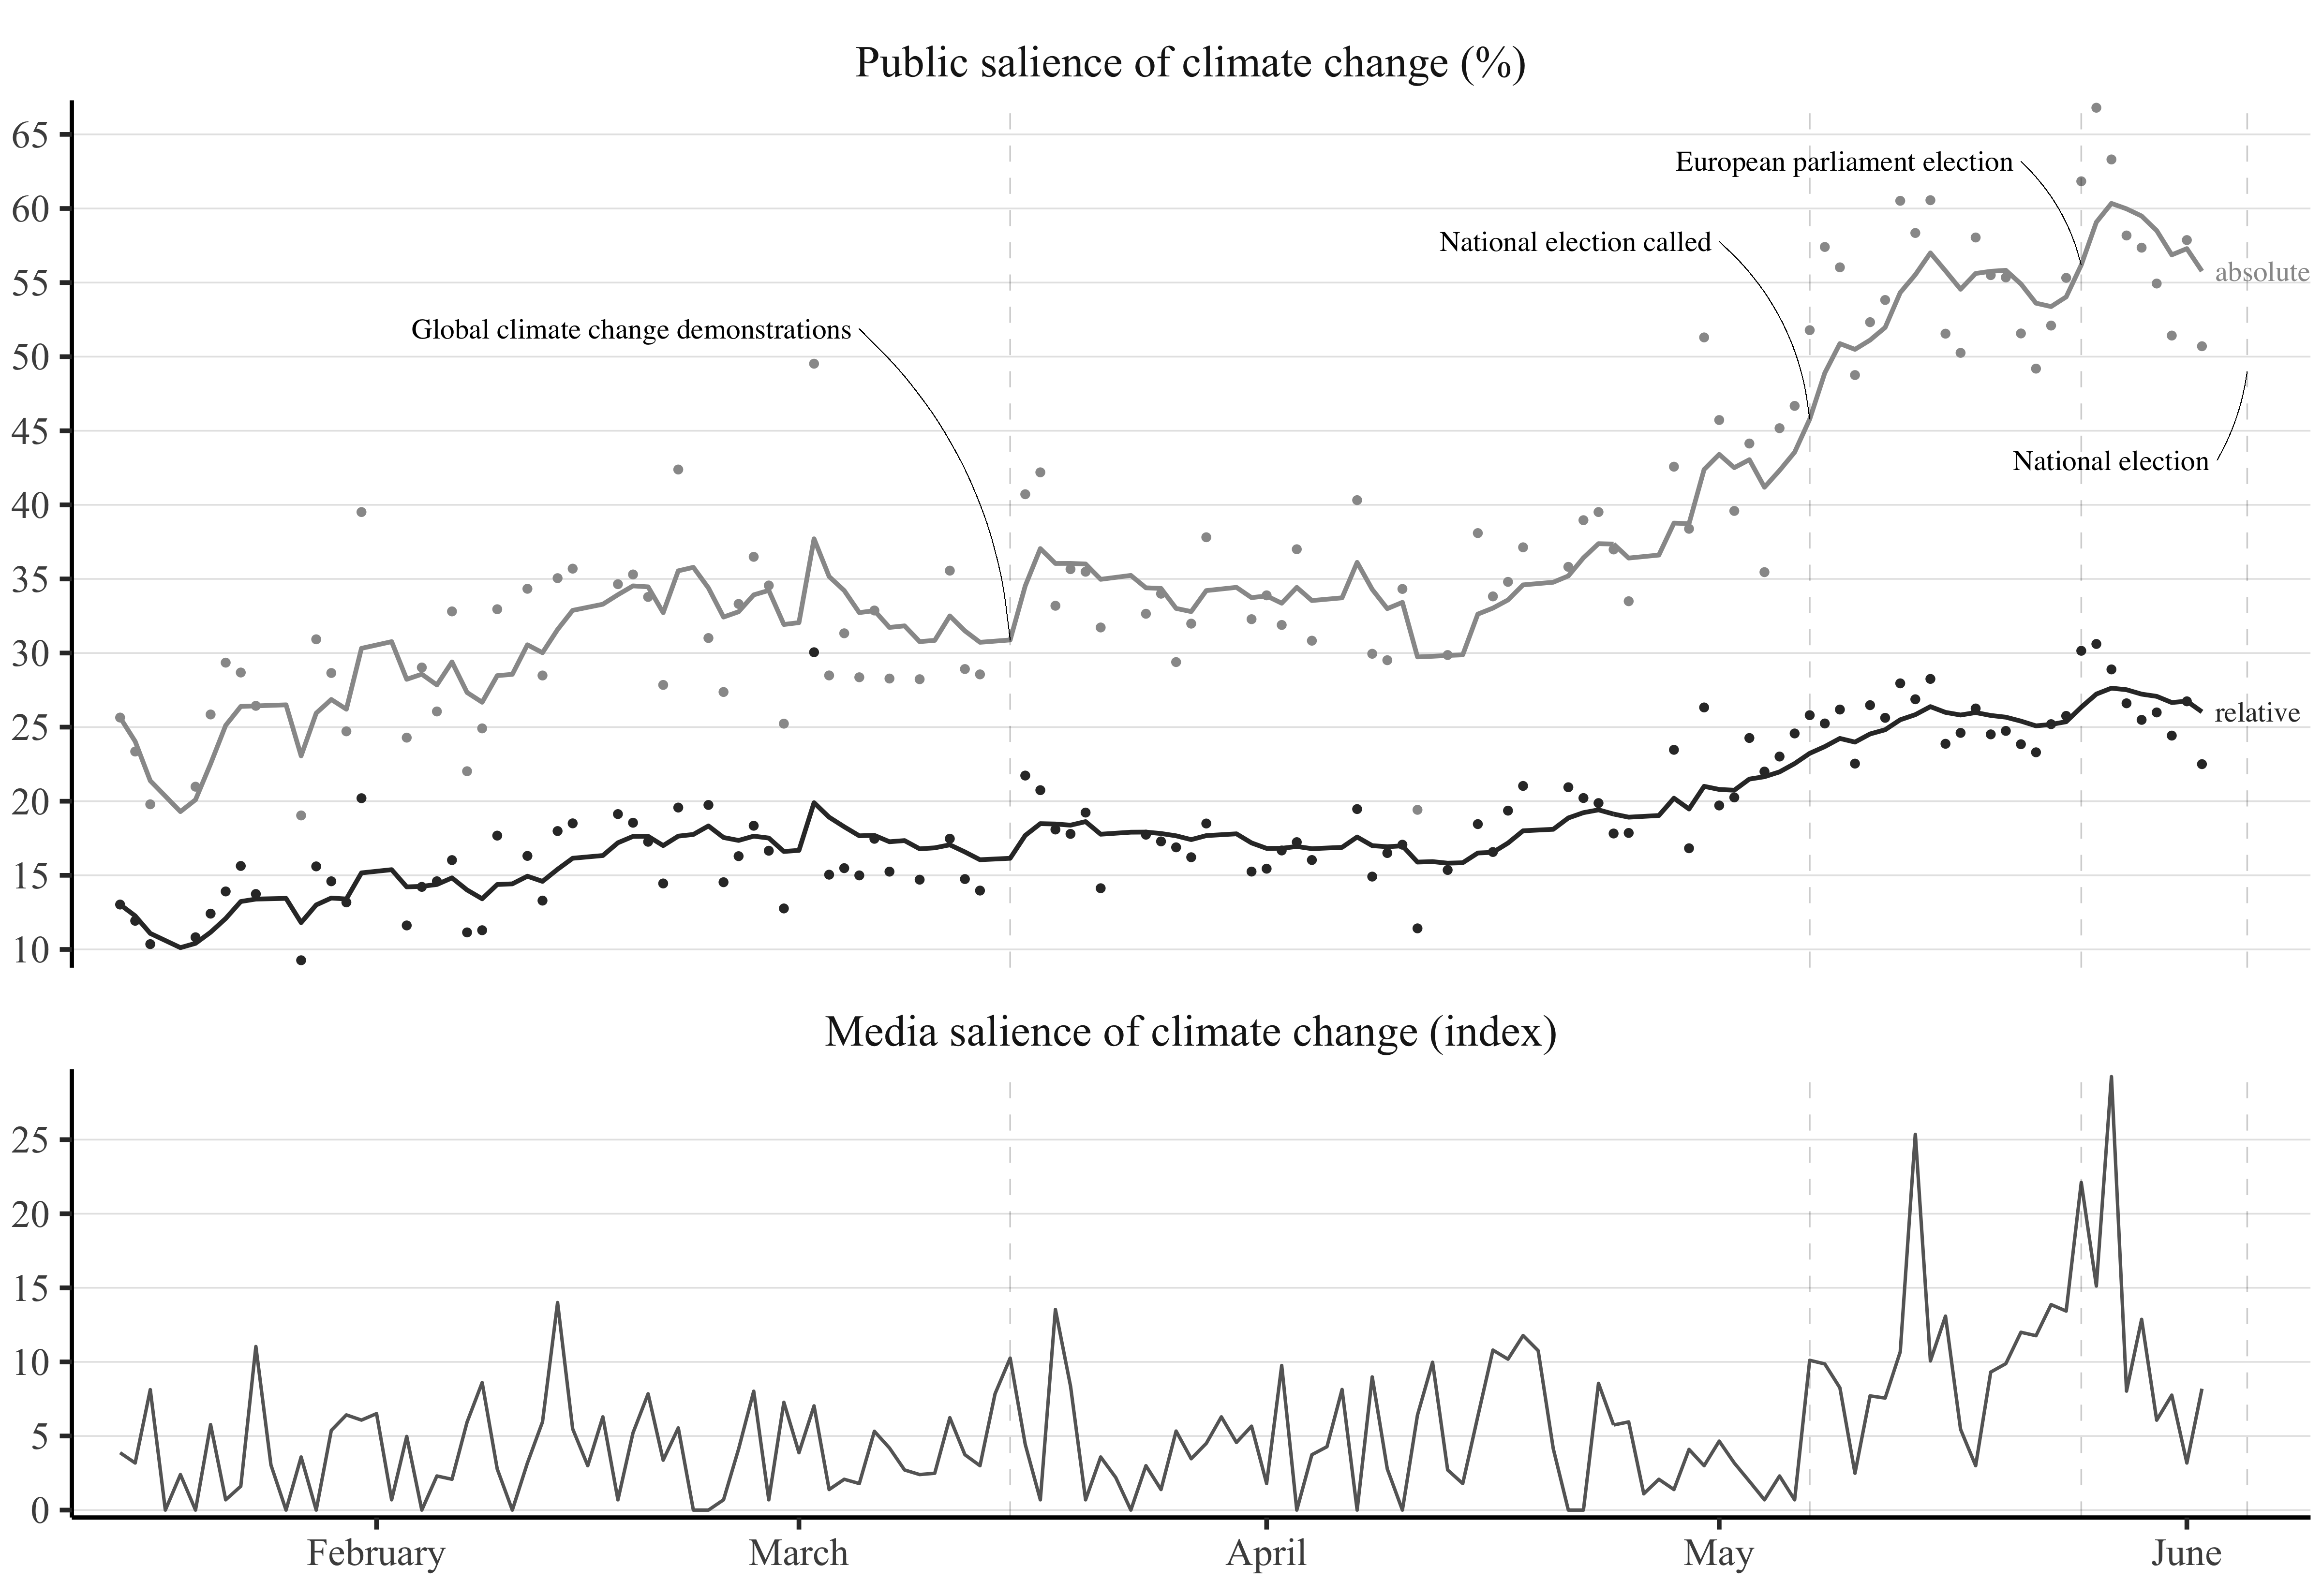 Public salience of climate change (%)
65
European parliament election
60
National election called
55
absolute
Global climate change demonstrations
50
45
National election
40
35
30
25
relative
20
15
10
Media salience of climate change (index)
25
20
15
10
5
0
February March April May June